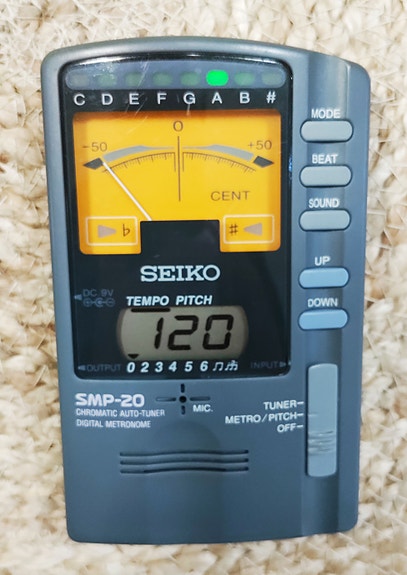 C D E F G A B #
MODE
-50 0 +50
BEAT
CENT
♭ ♯
SOUND
SEIKO
UP
DC 9V
TEMPO PITCH
DOWN
120
OUTPUT 0 1 2 3 4 5 6 INPUT
SMP-20
MIC.
CHROMATIC AUTO-TUNER
DIGITAL METRONOME
TUNER
METRO/PITCH
OFF